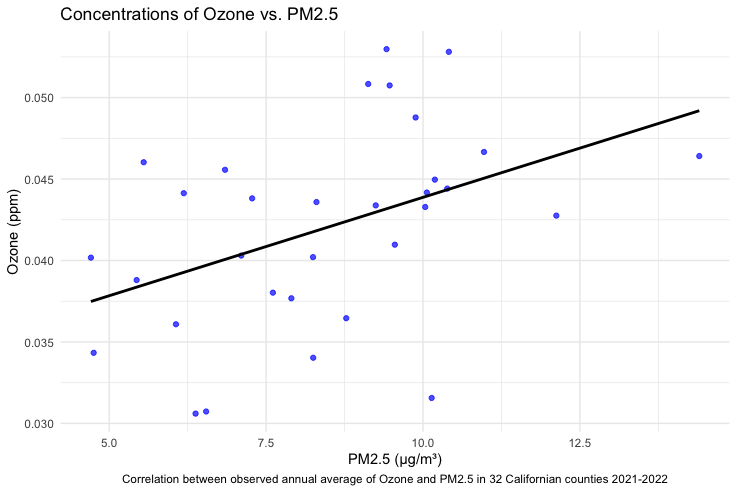 Concentrations of Ozone vs. PM2.5
0.050
0.045
0.040
0.035
0.030
Ozone (ppm)
5.0 7.5 10.0 12.5
PM2.5 (µg/m³)
Correlation between observed annual average of Ozone and PM2.5 in 32 Californian counties 2021-2022